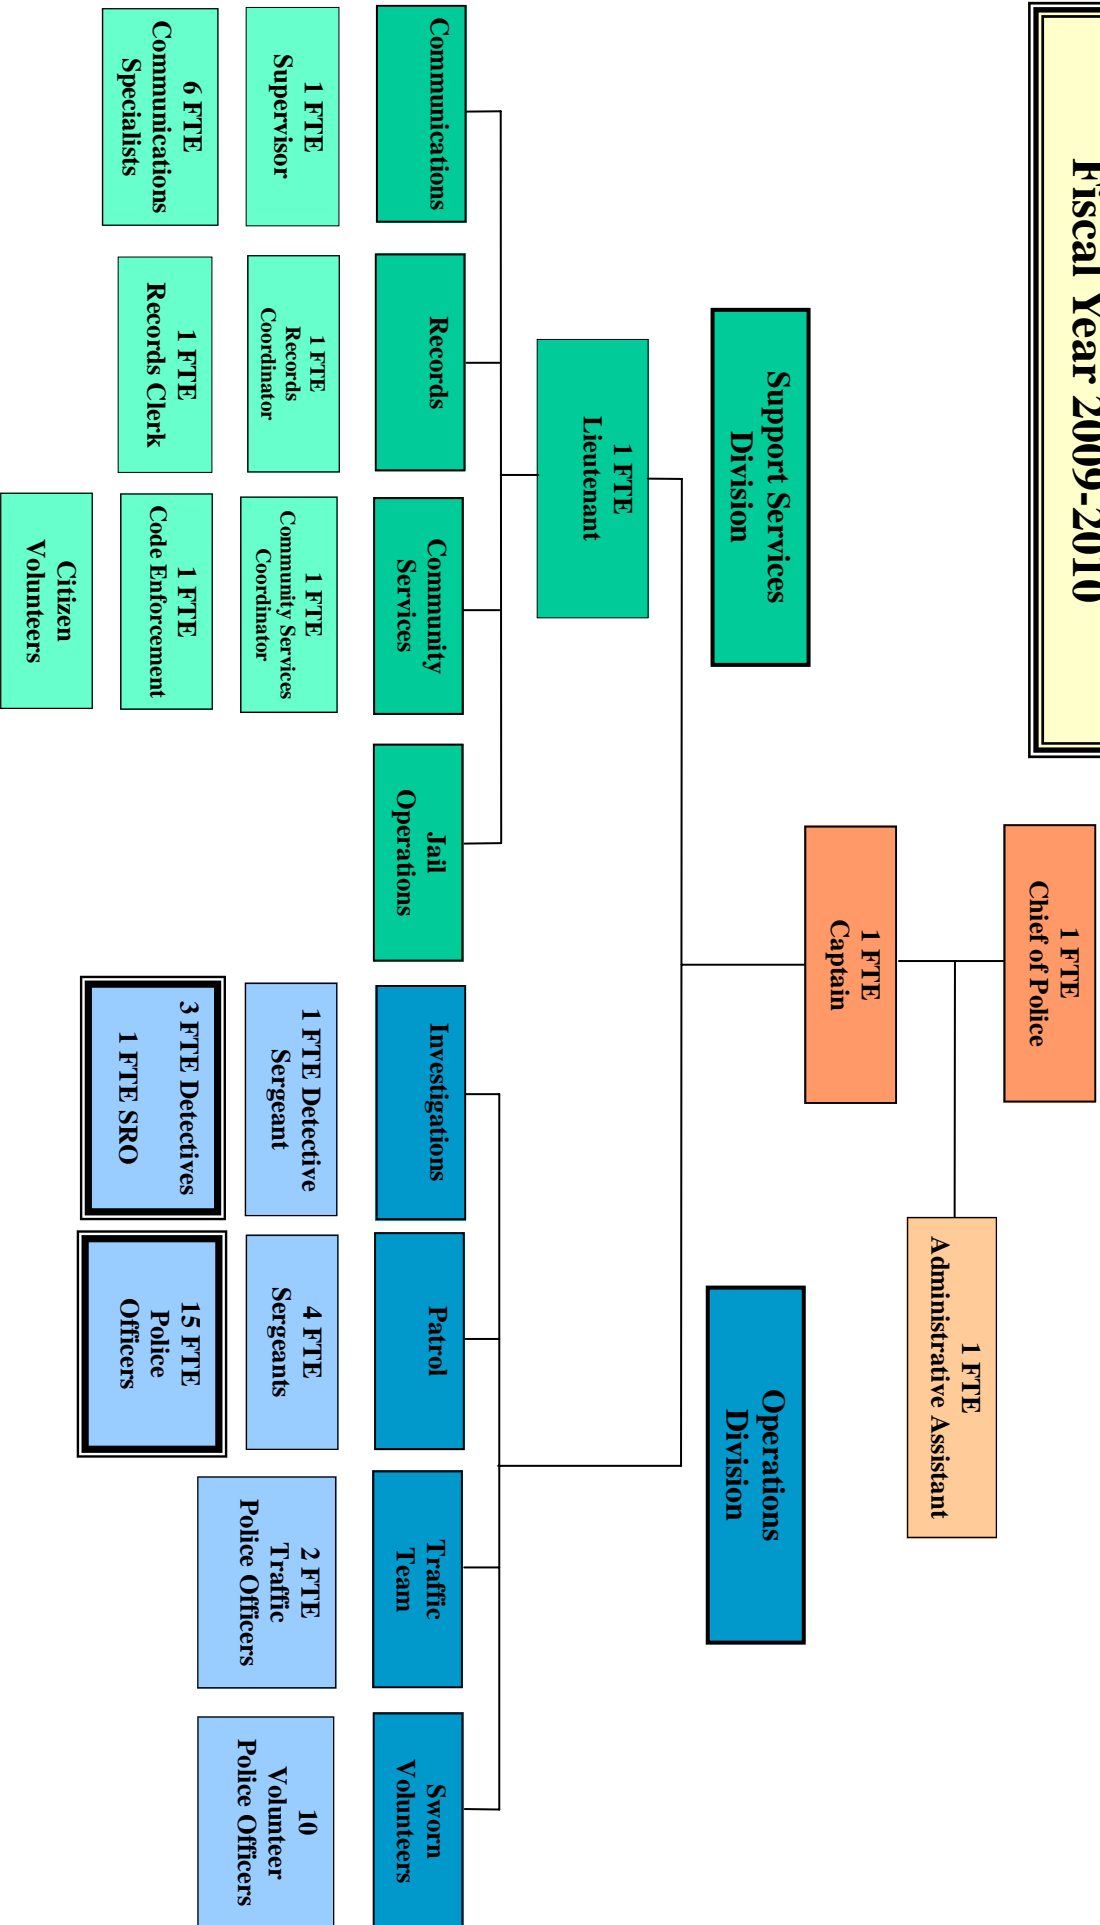 Fiscal Year 2009-2010
1 FTE
Chief of Police
1 FTE
Administrative Assistant
1 FTE
Captain
Support Services
Division
Operations
Division
1 FTE
Lieutenant
Communications
Records
Community
Services
Jail
Operations
Investigations
Patrol
Traffic
Team
Sworn
Volunteers
1 FTE
Supervisor
1 FTE
Records
Coordinator
1 FTE
Community Services
Coordinator
1 FTE Detective
Sergeant
4 FTE
Sergeants
2 FTE
Traffic
Police Officers
10
Volunteer
Police Officers
6 FTE
Communications
Specialists
1 FTE
Records Clerk
1 FTE
Code Enforcement
3 FTE Detectives
1 FTE SRO
15 FTE
Police
Officers
Citizen
Volunteers